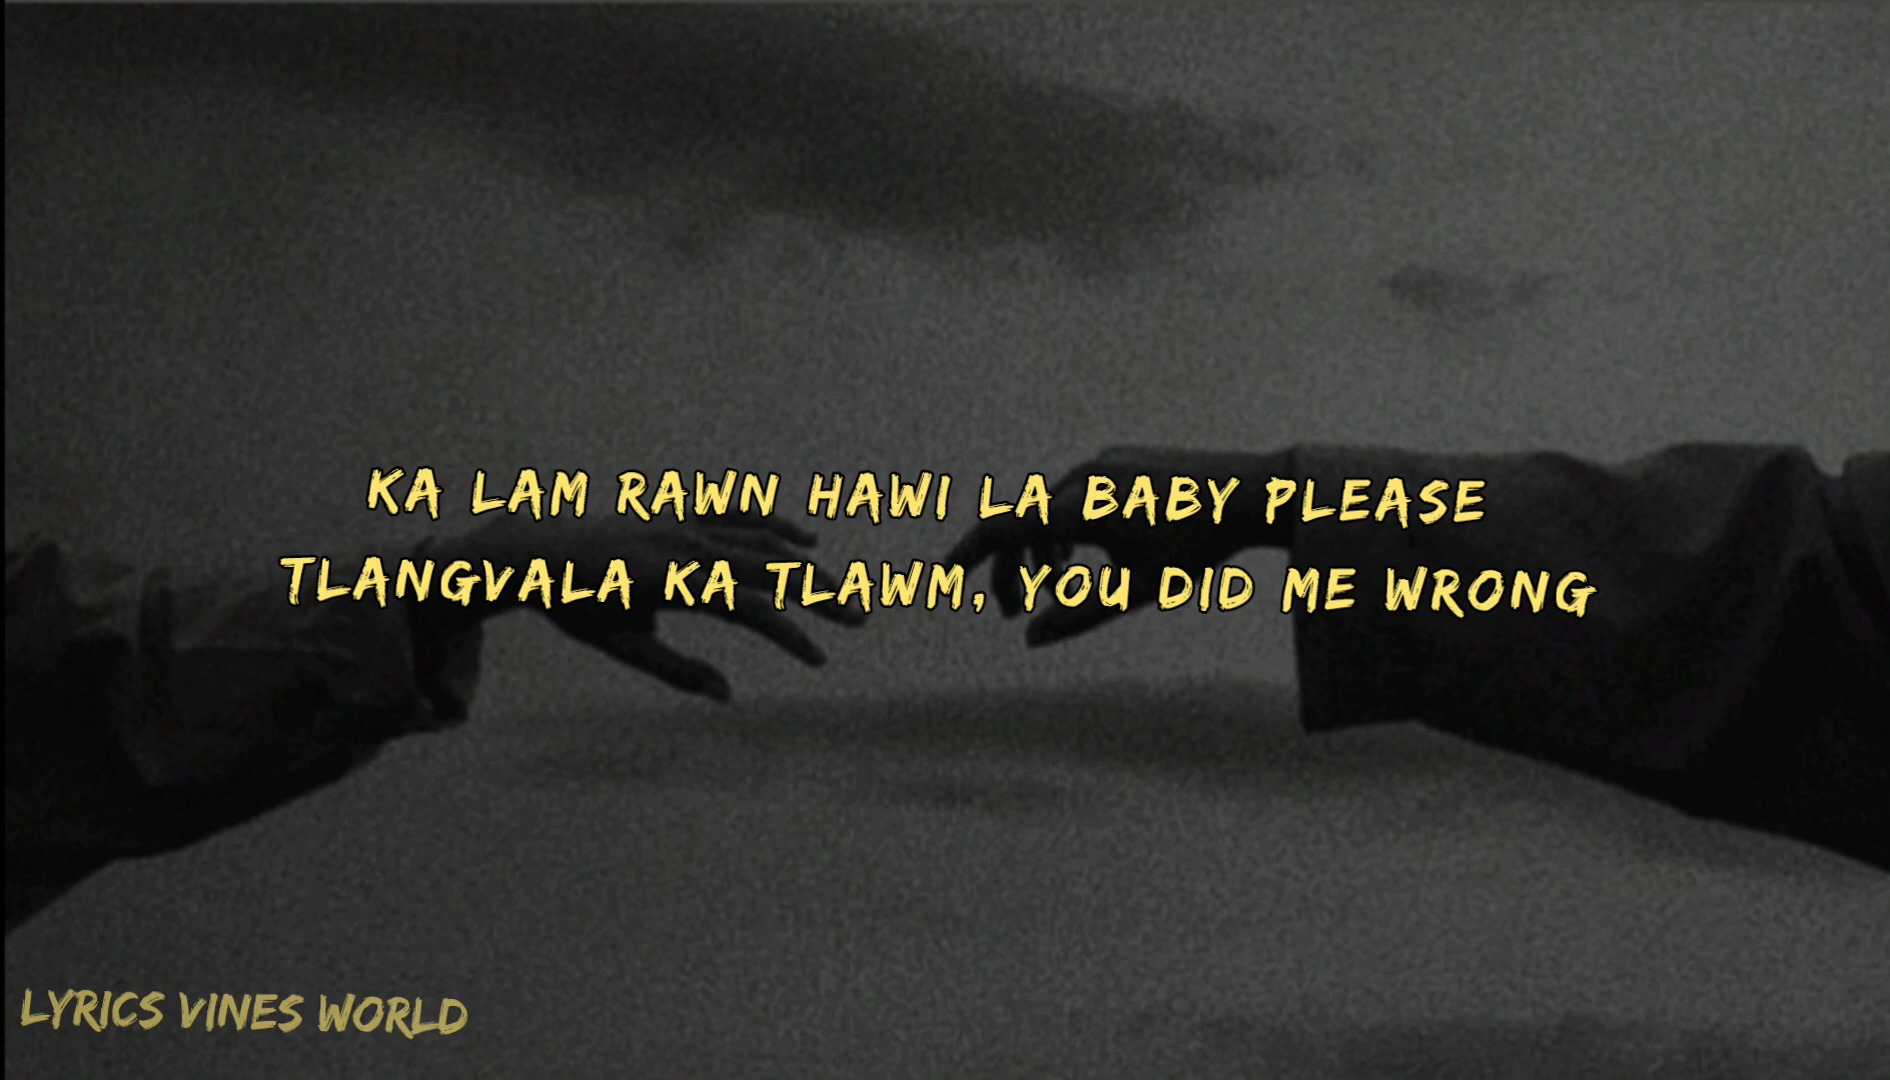 KA LAM RAWN HAWI LA BABY PLEASE
TLANGVALA KA TLAWM, YOU DID ME WRONG
LYRICS VINES WORLD